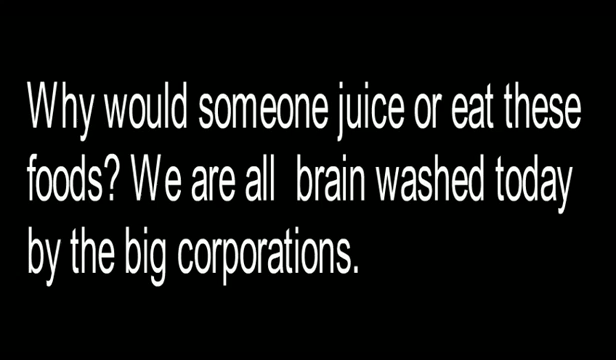 Why would someone juice or eat these
foods? We are all  brain washed today
by the big corporations.